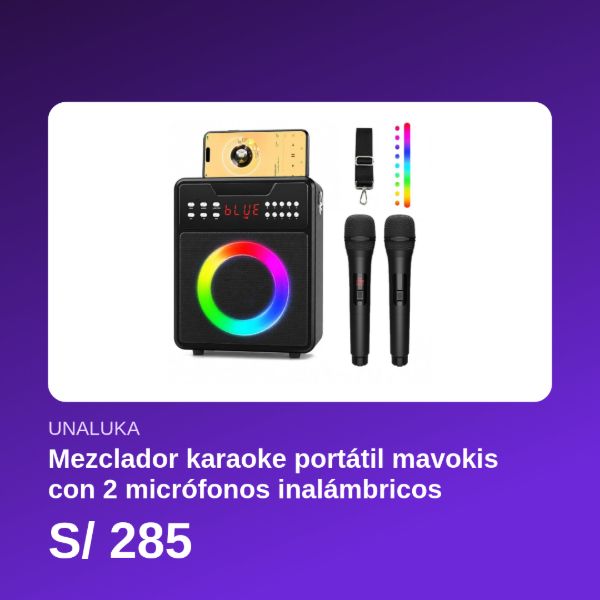 bLUE
UNALUKA
Mezclador karaoke portátil mavokis
con 2 micrófonos inalámbricos
S/ 285